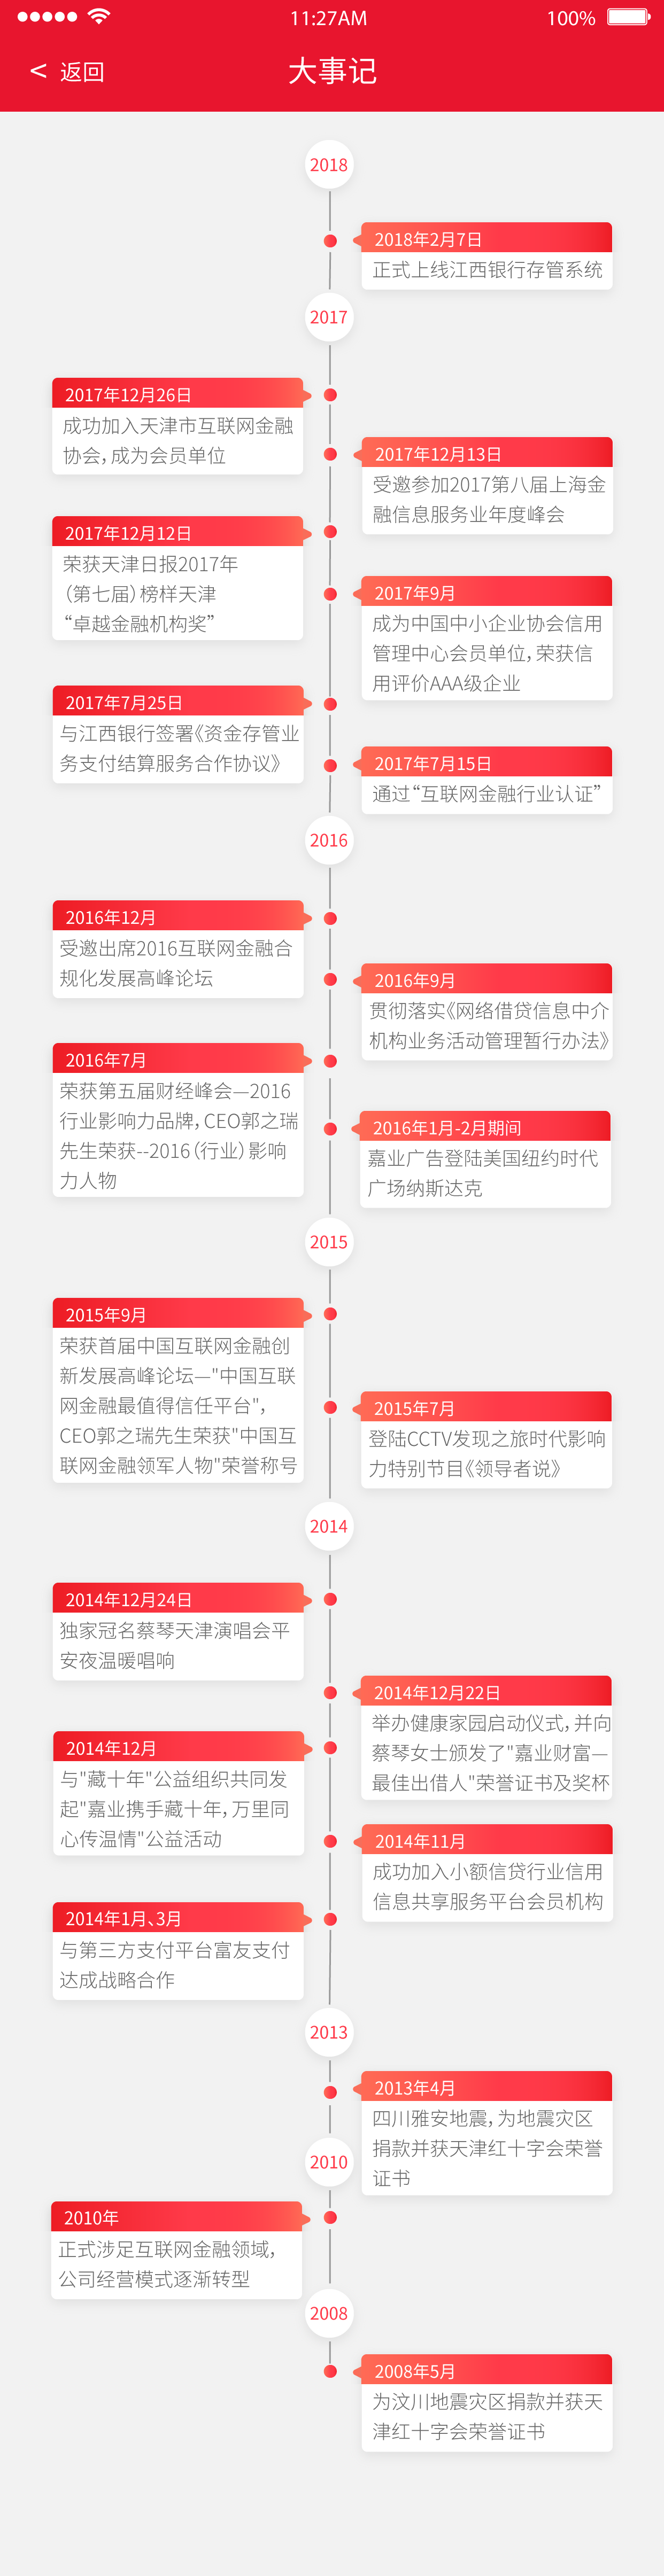 11:27AM
100%
< 返回
大事记
2018
2018年2月7日
正式上线江西银行存管系统
2017
2017年12月26日
成功加入天津市互联网金融
协会，成为会员单位
2017年12月13日
受邀参加2017第八届上海金
融信息服务业年度峰会
2017年12月12日
荣获天津日报2017年
（第七届）榜样天津
“卓越金融机构奖”
2017年9月
成为中国中小企业协会信用
管理中心会员单位，荣获信
用评价AAA级企业
2017年7月25日
与江西银行签署《资金存管业
务支付结算服务合作协议》
2017年7月15日
通过“互联网金融行业认证”
2016
2016年12月
受邀出席2016互联网金融合
规化发展高峰论坛
2016年9月
贯彻落实《网络借贷信息中介
机构业务活动管理暂行办法》
2016年7月
荣获第五届财经峰会—2016
行业影响力品牌，CEO郭之瑞
先生荣获--2016（行业）影响
力人物
2016年1月-2月期间
嘉业广告登陆美国纽约时代
广场纳斯达克
2015
2015年9月
荣获首届中国互联网金融创
新发展高峰论坛—"中国互联
网金融最值得信任平台"，
CEO郭之瑞先生荣获"中国互
联网金融领军人物"荣誉称号
2015年7月
登陆CCTV发现之旅时代影响
力特别节目《领导者说》
2014
2014年12月24日
独家冠名蔡琴天津演唱会平
安夜温暖唱响
2014年12月22日
举办健康家园启动仪式，并向
蔡琴女士颁发了"嘉业财富—
最佳出借人"荣誉证书及奖杯
2014年12月
与"藏十年"公益组织共同发
起"嘉业携手藏十年，万里同
心传温情"公益活动
2014年11月
成功加入小额信贷行业信用
信息共享服务平台会员机构
2014年1月、3月
与第三方支付平台富友支付
达成战略合作
2013
2013年4月
四川雅安地震，为地震灾区
捐款并获天津红十字会荣誉
证书
2010
2010年
正式涉足互联网金融领域，
公司经营模式逐渐转型
2008
2008年5月
为汶川地震灾区捐款并获天
津红十字会荣誉证书